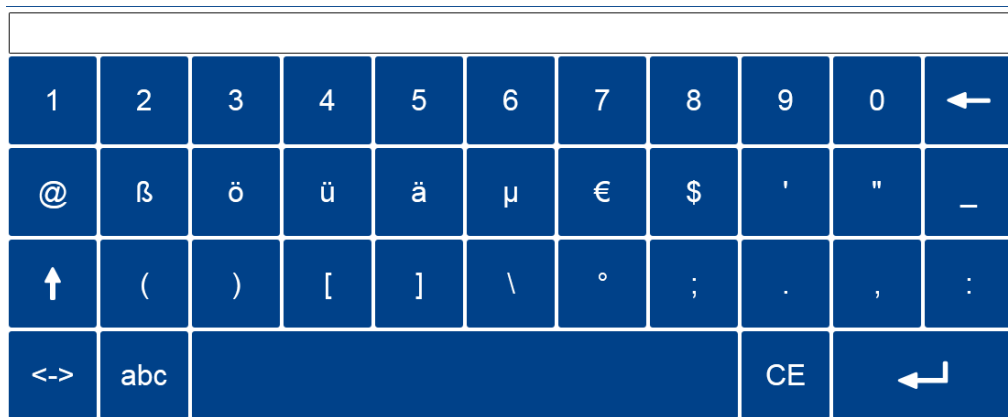 1 2 3 4 5 6 7 8 9 0
@ ß ö ü ä µ € $ ' " _
( ) [ ] \ ° ; . , :
<-> abc CE